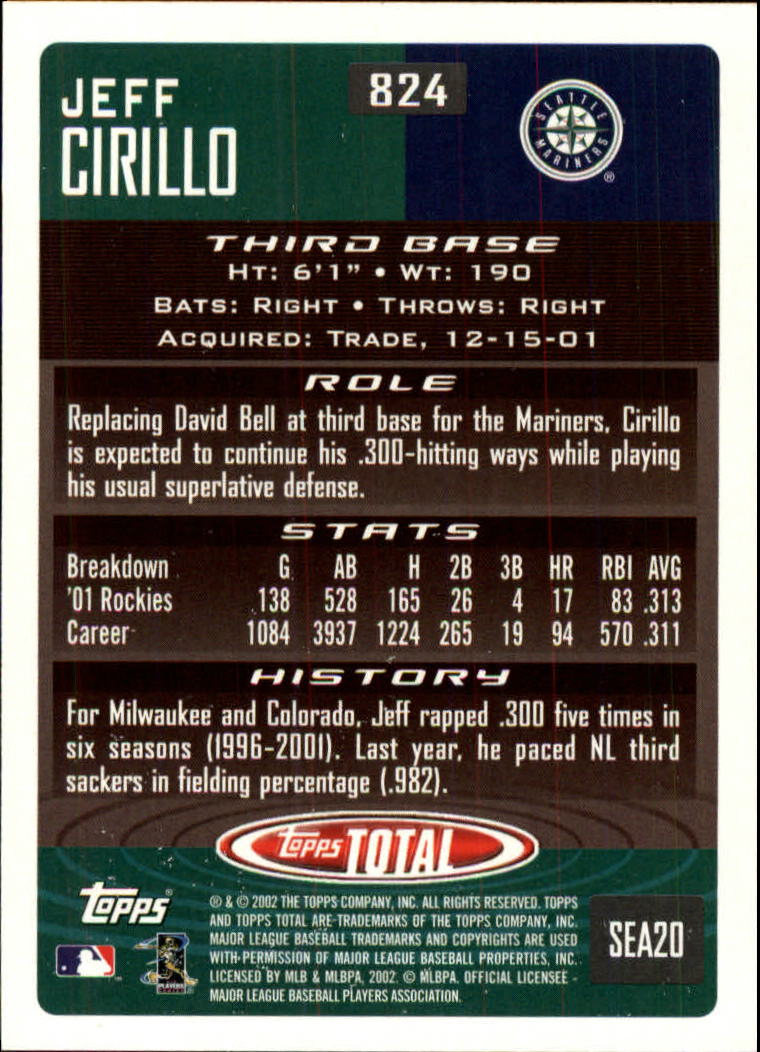 JEFF
CIRILLO
824
SEATTLE
MARINERS
®
THIRD BASE
HT: 6'1" • WT: 190
BATS: RIGHT • THROWS: RIGHT
ACQUIRED: TRADE, 12-15-01
ROLE
Replacing David Bell at third base for the Mariners, Cirillo
is expected to continue his .300-hitting ways while playing
his usual superlative defense.
STATS
Breakdown G AB H 2B 3B HR RBI AVG
'01 Rockies 138 528 165 26 4 17 83 .313
Career 1084 3937 1224 265 19 94 570 .311
HISTORY
For Milwaukee and Colorado, Jeff rapped .300 five times in
six seasons (1996-2001). Last year, he paced NL third
sackers in fielding percentage (.982).
Topps TOTAL
Topps®
® & © 2002 THE TOPPS COMPANY, INC. ALL RIGHTS RESERVED. TOPPS
AND TOPPS TOTAL ARE TRADEMARKS OF THE TOPPS COMPANY, INC.
MAJOR LEAGUE BASEBALL TRADEMARKS AND COPYRIGHTS ARE USED
WITH PERMISSION OF MAJOR LEAGUE BASEBALL PROPERTIES, INC.
LICENSED BY MLB & MLBPA, 2002. © MLBPA. OFFICIAL LICENSEE -
MAJOR LEAGUE BASEBALL PLAYERS ASSOCIATION.
SEA20
PLAYERS